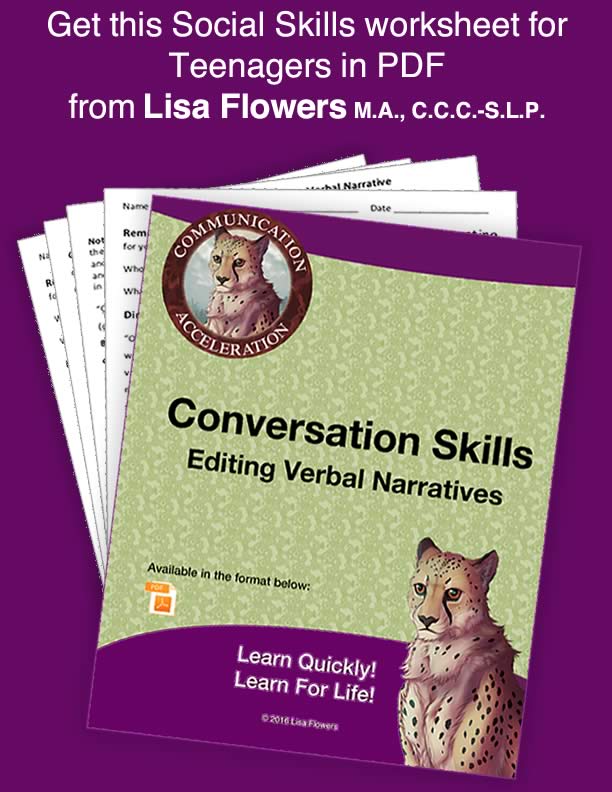 Get this Social Skills worksheet for
Teenagers in PDF
from Lisa Flowers M.A., C.C.C.-S.L.P.
Verbal Narrative
Name
Date
COMMUNICATION
ACCELERATION
Conversation Skills
Editing Verbal Narratives
Available in the format below:
PDF
Learn Quickly!
Learn For Life!
© 2016 Lisa Flowers